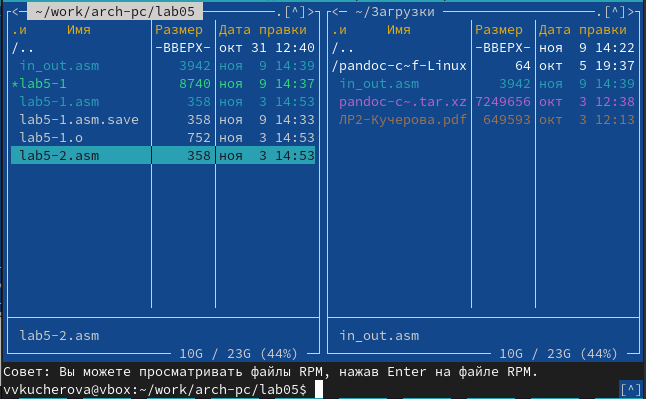 <─ ~/work/arch-pc/lab05 ─.[^]>
.и Имя Размер Дата правки
/.. -ВВЕРХ- окт 31 12:40
in_out.asm 3942 ноя 9 14:39
*lab5-1 8740 ноя 9 14:37
lab5-1.asm 358 ноя 3 14:53
lab5-1.asm.save 358 ноя 9 14:33
lab5-1.o 752 ноя 3 14:53
lab5-2.asm 358 ноя 3 14:53
lab5-2.asm
10G / 23G (44%)
<─ ~/Загрузки ─.[^]>
.и Имя Размер Дата правки
/.. -ВВЕРХ- ноя 9 14:22
/pandoc-c~f-Linux 64 окт 5 19:37
in_out.asm 3942 ноя 9 14:39
pandoc-c~.tar.xz 7249656 окт 3 12:38
ЛР2-Кучерова.pdf 649593 окт 3 12:13
in_out.asm
10G / 23G (44%)
Совет: Вы можете просматривать файлы RPM, нажав Enter на файле RPM.
vvkucherova@vbox:~/work/arch-pc/lab05$ [^]